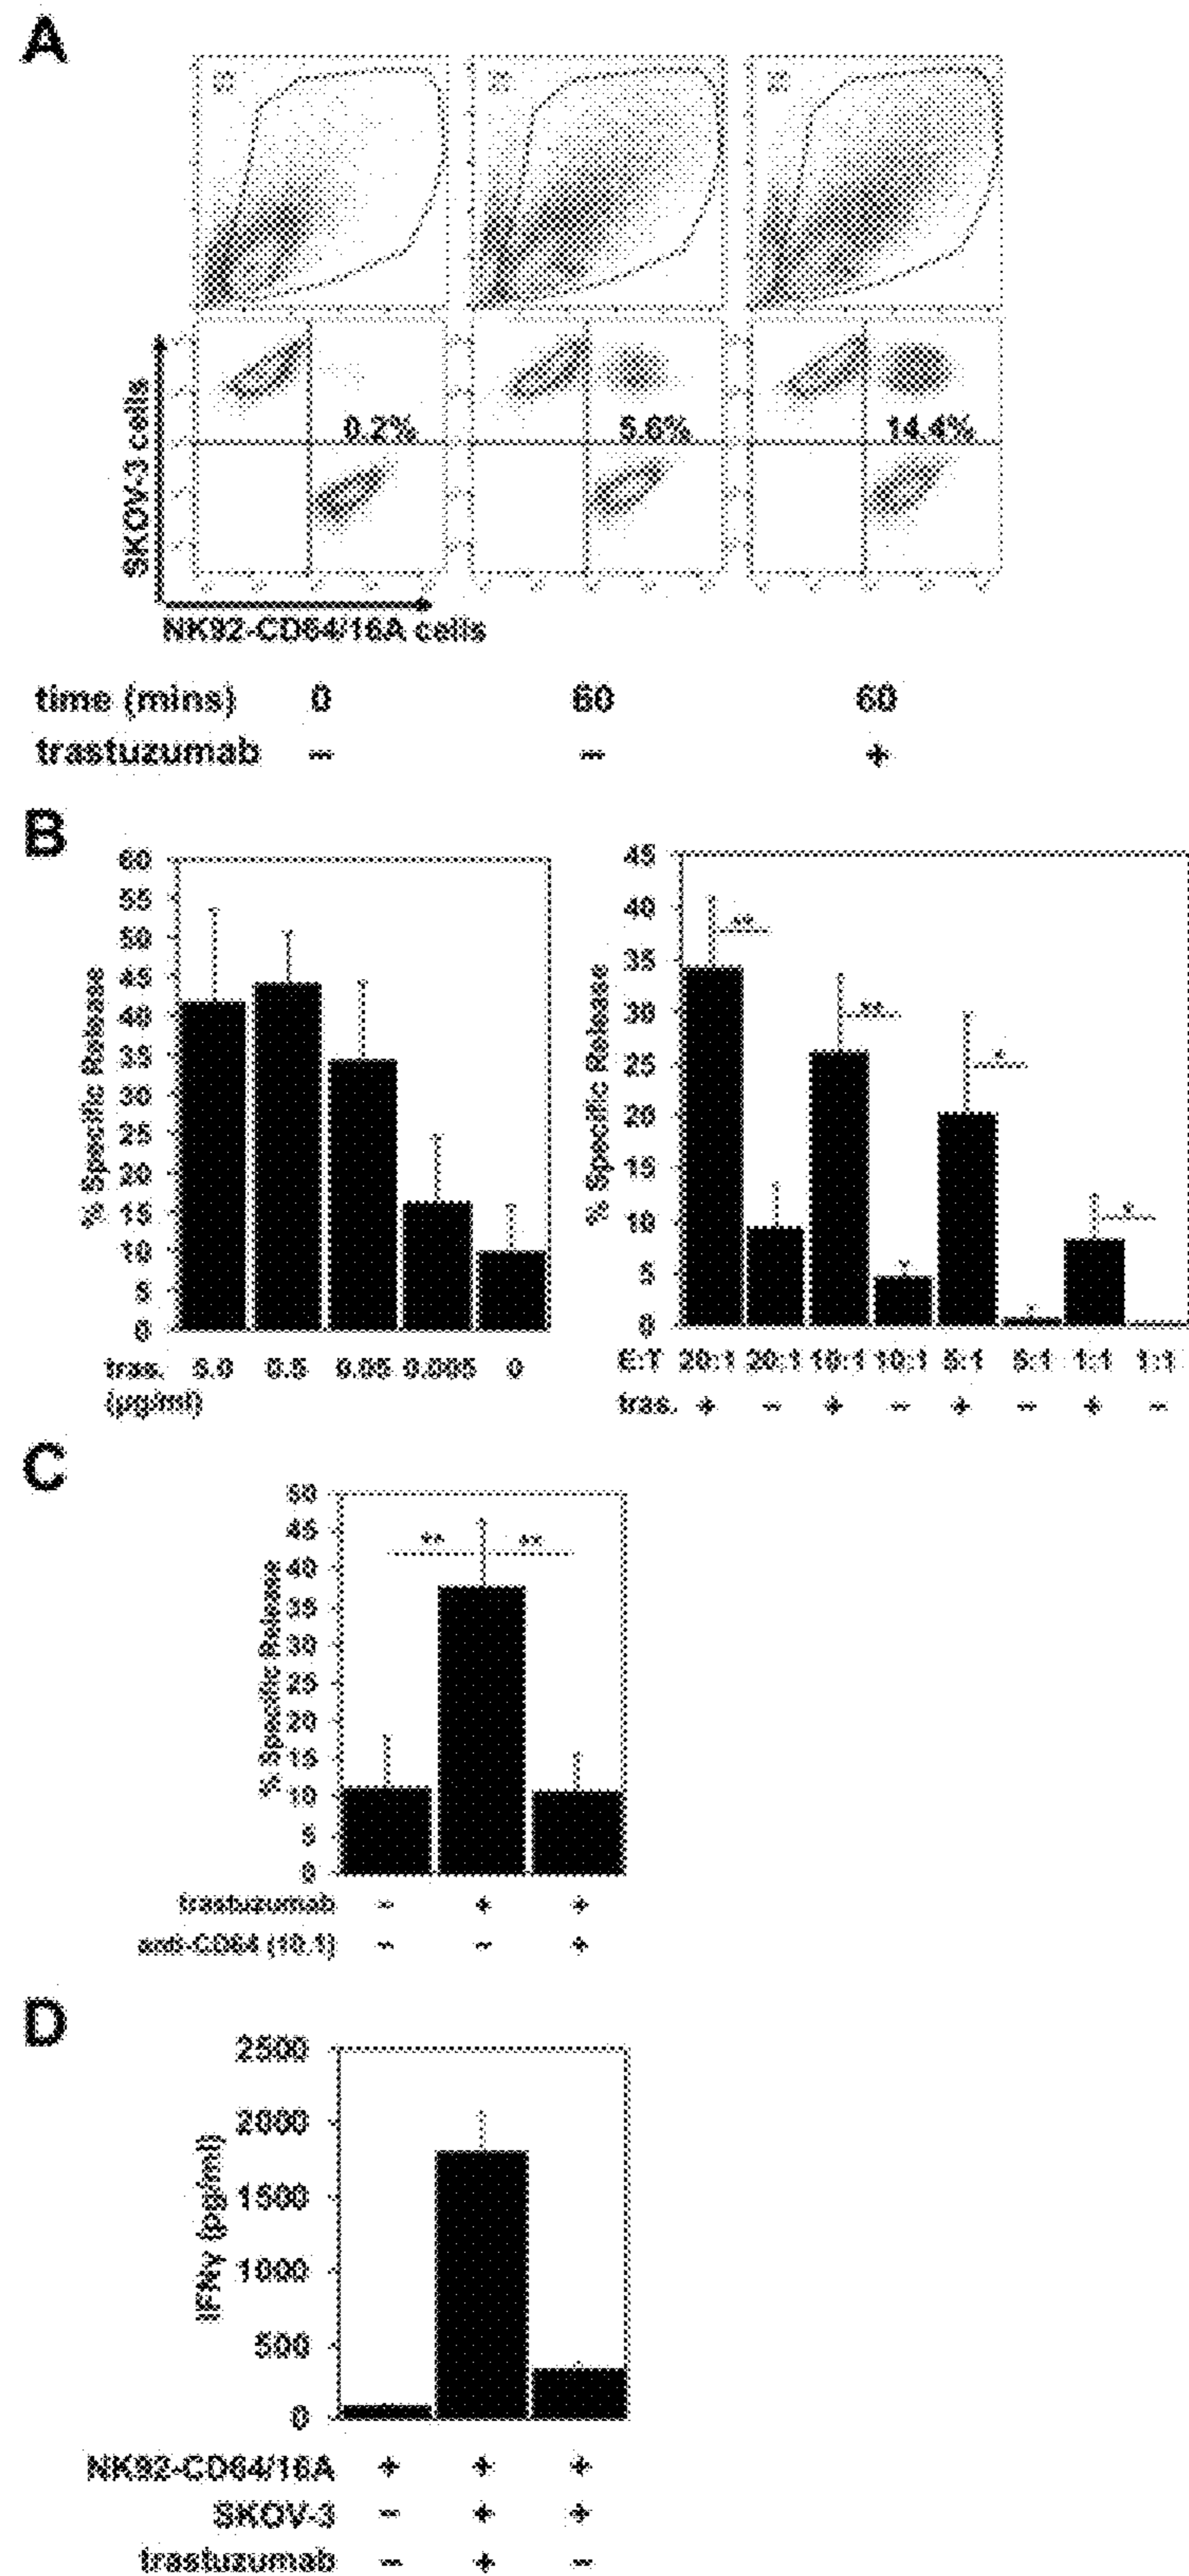 A
SKOV-3 cells
0.2%
5.6%
14.4%
NK92-CD64/16A cells
time (mins) 0 60 60
trastuzumab – – +
B
% Specific Release
60
55
50
45
40
35
30
25
20
15
10
5
0
tras. 5.0 0.5 0.05 0.005 0
(µg/ml)
% Specific Release
45
40
35
30
25
20
15
10
5
0
**
**
*
*
E:T 20:1 20:1 10:1 10:1 5:1 5:1 1:1 1:1
tras. + – + – + – + –
C
% Specific Release
50
45
40
35
30
25
20
15
10
5
0
** **
trastuzumab – + +
anti-CD64 (10.1) – – +
D
IFNγ (pg/ml)
2500
2000
1500
1000
500
0
NK92-CD64/16A + + +
SKOV-3 – + +
trastuzumab – + –